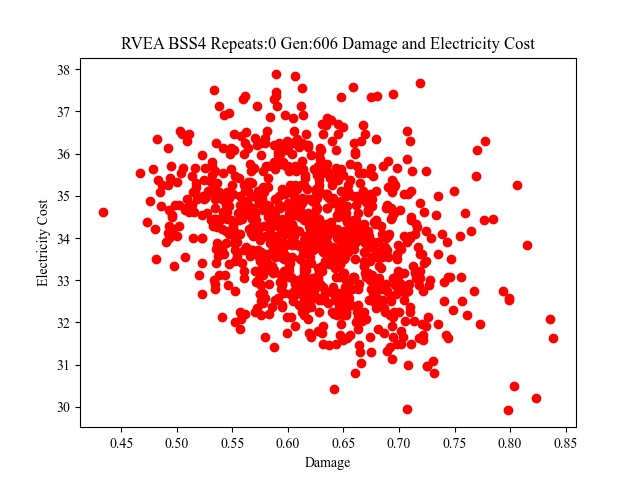 RVEA BSS4 Repeats:0 Gen:606 Damage and Electricity Cost
38
37
36
35
34
33
32
31
30
Electricity Cost
0.45 0.50 0.55 0.60 0.65 0.70 0.75 0.80 0.85
Damage